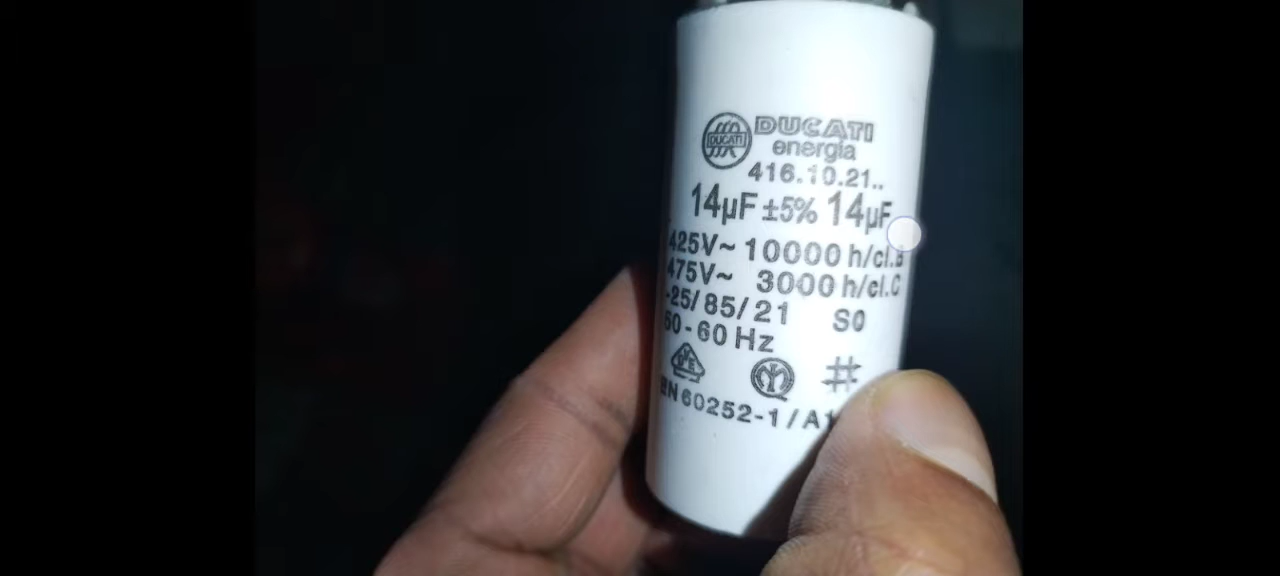 DUCATI
DUCATI
energia
416.10.21..
14µF ±5% 14µF
425V~ 10000 h/cl.B
475V~ 3000 h/cl.C
-25/85/21 S0
50-60 Hz
EN 60252-1/A1